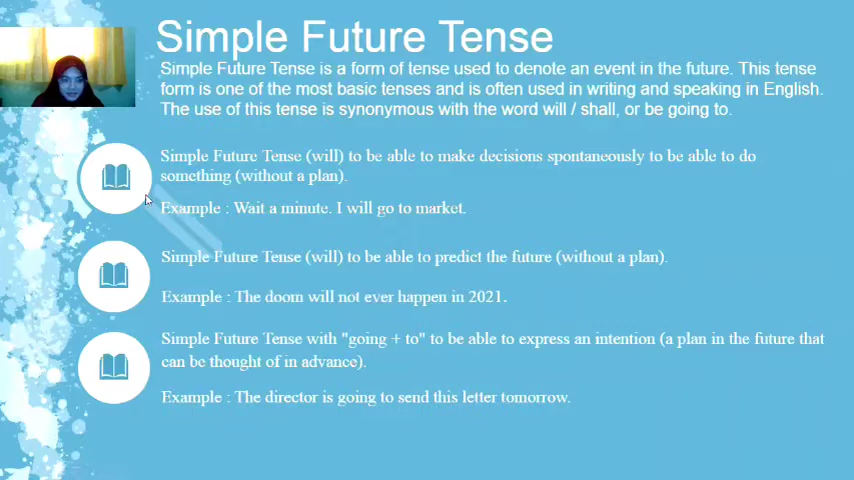 Simple Future Tense
Simple Future Tense is a form of tense used to denote an event in the future. This tense
form is one of the most basic tenses and is often used in writing and speaking in English.
The use of this tense is synonymous with the word will / shall, or be going to.
Simple Future Tense (will) to be able to make decisions spontaneously to be able to do
something (without a plan).
Example : Wait a minute. I will go to market.
Simple Future Tense (will) to be able to predict the future (without a plan).
Example : The doom will not ever happen in 2021.
Simple Future Tense with "going + to" to be able to express an intention (a plan in the future that
can be thought of in advance).
Example : The director is going to send this letter tomorrow.